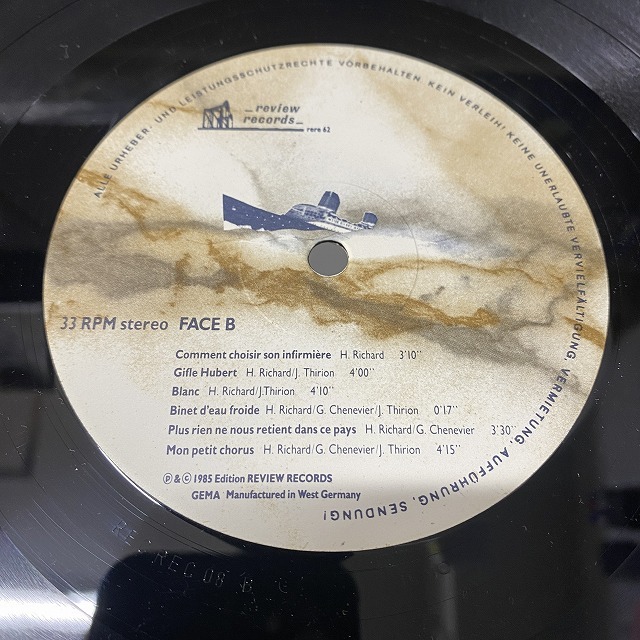 ALLE URHEBER- UND LEISTUNGSSCHUTZRECHTE VORBEHALTEN. KEIN VERLEIH! KEINE UNERLAUBTE VERVIELFÄLTIGUNG, VERMIETUNG, AUFFÜHRUNG, SENDUNG!
_review
records_
rere 62
33 RPM stereo FACE B
Comment choisir son infirmière H. Richard 3'10''
Gifle Hubert H. Richard/J. Thirion 4'00''
Blanc H. Richard/J.Thirion 4'10''
Binet d'eau froide H. Richard/G. Chenevier/J. Thirion 0'17''
Plus rien ne nous retient dans ce pays H. Richard/G. Chenevier 3'30''
Mon petit chorus H. Richard/G. Chenevier/J. Thirion 4'15''
℗ & © 1985 Edition REVIEW RECORDS
GEMA Manufactured in West Germany